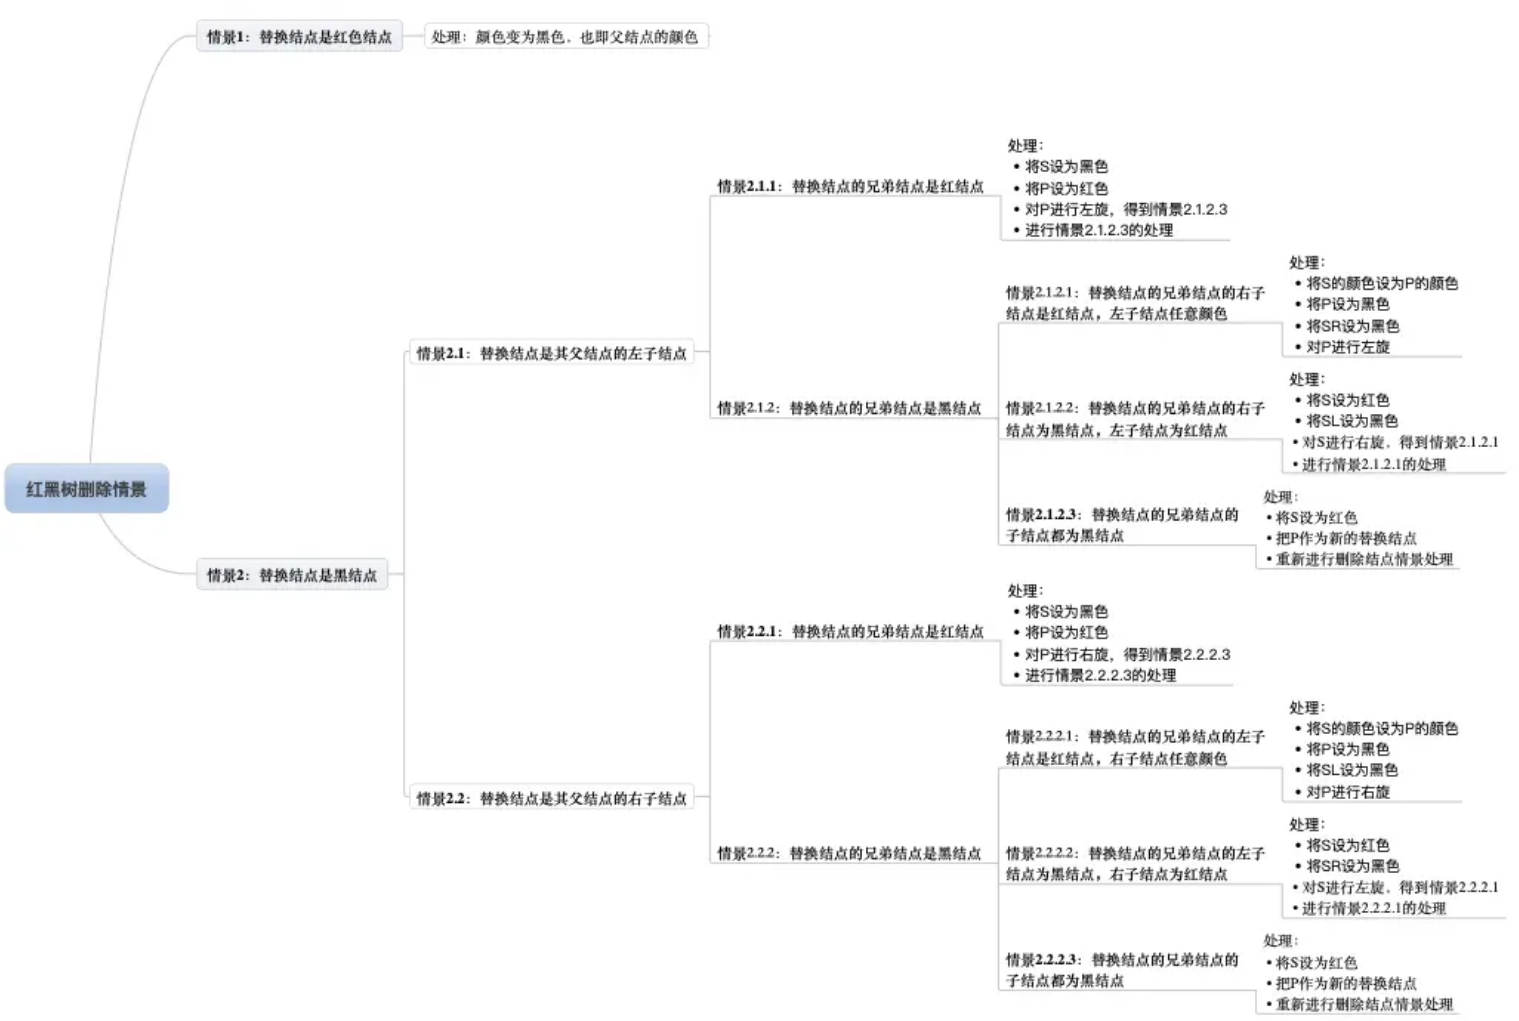 红黑树删除情景
情景1：替换结点是红色结点
处理：颜色变为黑色，也即父结点的颜色
情景2：替换结点是黑结点
情景2.1：替换结点是其父结点的左子结点
情景2.1.1：替换结点的兄弟结点是红结点
处理：
• 将S设为黑色
• 将P设为红色
• 对P进行左旋，得到情景2.1.2.3
• 进行情景2.1.2.3的处理
情景2.1.2：替换结点的兄弟结点是黑结点
情景2.1.2.1：替换结点的兄弟结点的右子
结点是红结点，左子结点任意颜色
处理：
• 将S的颜色设为P的颜色
• 将P设为黑色
• 将SR设为黑色
• 对P进行左旋
情景2.1.2.2：替换结点的兄弟结点的右子
结点为黑结点，左子结点为红结点
处理：
• 将S设为红色
• 将SL设为黑色
• 对S进行右旋，得到情景2.1.2.1
• 进行情景2.1.2.1的处理
情景2.1.2.3：替换结点的兄弟结点的
子结点都为黑结点
处理：
• 将S设为红色
• 把P作为新的替换结点
• 重新进行删除结点情景处理
情景2.2：替换结点是其父结点的右子结点
情景2.2.1：替换结点的兄弟结点是红结点
处理：
• 将S设为黑色
• 将P设为红色
• 对P进行右旋，得到情景2.2.2.3
• 进行情景2.2.2.3的处理
情景2.2.2：替换结点的兄弟结点是黑结点
情景2.2.2.1：替换结点的兄弟结点的左子
结点是红结点，右子结点任意颜色
处理：
• 将S的颜色设为P的颜色
• 将P设为黑色
• 将SL设为黑色
• 对P进行右旋
情景2.2.2.2：替换结点的兄弟结点的左子
结点为黑结点，右子结点为红结点
处理：
• 将S设为红色
• 将SR设为黑色
• 对S进行左旋，得到情景2.2.2.1
• 进行情景2.2.2.1的处理
情景2.2.2.3：替换结点的兄弟结点的
子结点都为黑结点
处理：
• 将S设为红色
• 把P作为新的替换结点
• 重新进行删除结点情景处理